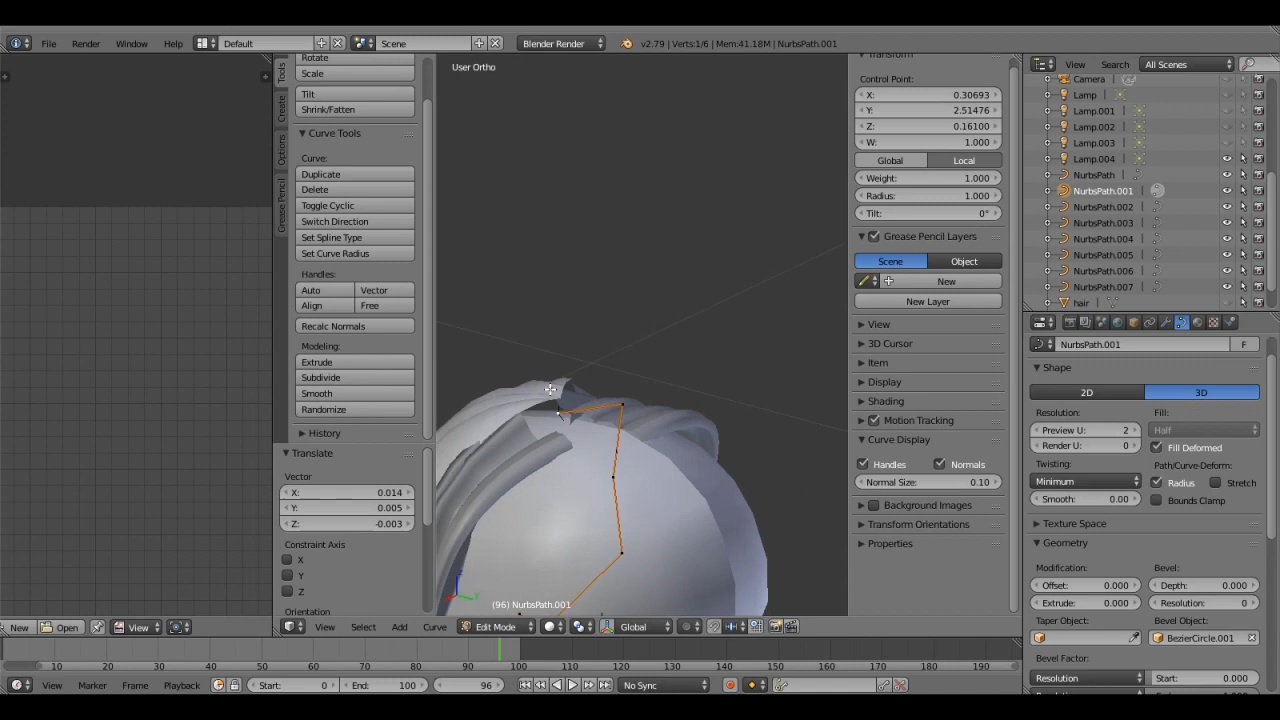 File Render Window Help Default Scene Blender Render v2.79 | Verts:1/6 | Mem:41.18M | NurbsPath.001
Tools
Create
Options
Grease Pencil
Rotate
Scale
Tilt
Shrink/Fatten
Curve Tools
Curve:
Duplicate
Delete
Toggle Cyclic
Switch Direction
Set Spline Type
Set Curve Radius
Handles:
Auto Vector
Align Free
Recalc Normals
Modeling:
Extrude
Subdivide
Smooth
Randomize
History
Translate
Vector
X: 0.014
Y: 0.005
Z: -0.003
Constraint Axis
X
Y
Z
Orientation
User Ortho
(96) NurbsPath.001
Transform
Control Point:
X: 0.30693
Y: 2.51476
Z: 0.16100
W: 1.000
Global Local
Weight: 1.000
Radius: 1.000
Tilt: 0°
Grease Pencil Layers
Scene Object
New
New Layer
View
3D Cursor
Item
Display
Shading
Motion Tracking
Curve Display
Handles Normals
Normal Size: 0.10
Background Images
Transform Orientations
Properties
View Search All Scenes
Camera
Lamp
Lamp.001
Lamp.002
Lamp.003
Lamp.004
NurbsPath
NurbsPath.001
NurbsPath.002
NurbsPath.003
NurbsPath.004
NurbsPath.005
NurbsPath.006
NurbsPath.007
hair
NurbsPath.001 F
Shape
2D 3D
Resolution: Fill:
Preview U: 2 Half
Render U: 0 Fill Deformed
Twisting: Path/Curve-Deform:
Minimum Radius Stretch
Smooth: 0.00 Bounds Clamp
Texture Space
Geometry
Modification: Bevel:
Offset: 0.000 Depth: 0.000
Extrude: 0.000 Resolution: 0
Taper Object: Bevel Object:
BezierCircle.001
Bevel Factor:
Resolution Start: 0.000
New Open View
View Select Add Curve Edit Mode Global
10 20 30 40 50 60 70 80 90 100 110 120 130 140 150 160 170 180 190
View Marker Frame Playback Start: 0 End: 100 96 No Sync